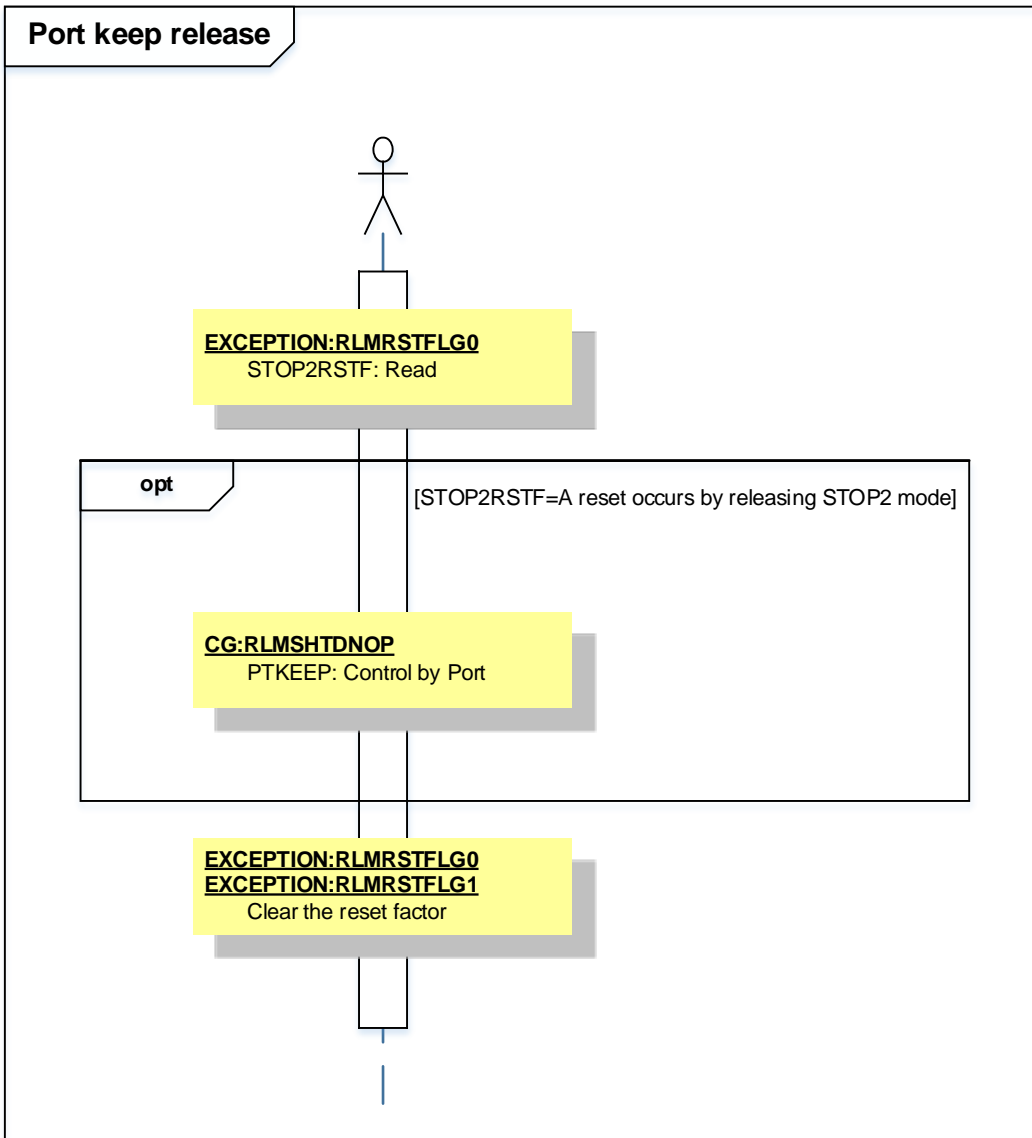 Port keep release
EXCEPTION:RLMRSTFLG0
STOP2RSTF: Read
opt
[STOP2RSTF=A reset occurs by releasing STOP2 mode]
CG:RLMSHTDNOP
PTKEEP: Control by Port
EXCEPTION:RLMRSTFLG0
EXCEPTION:RLMRSTFLG1
Clear the reset factor